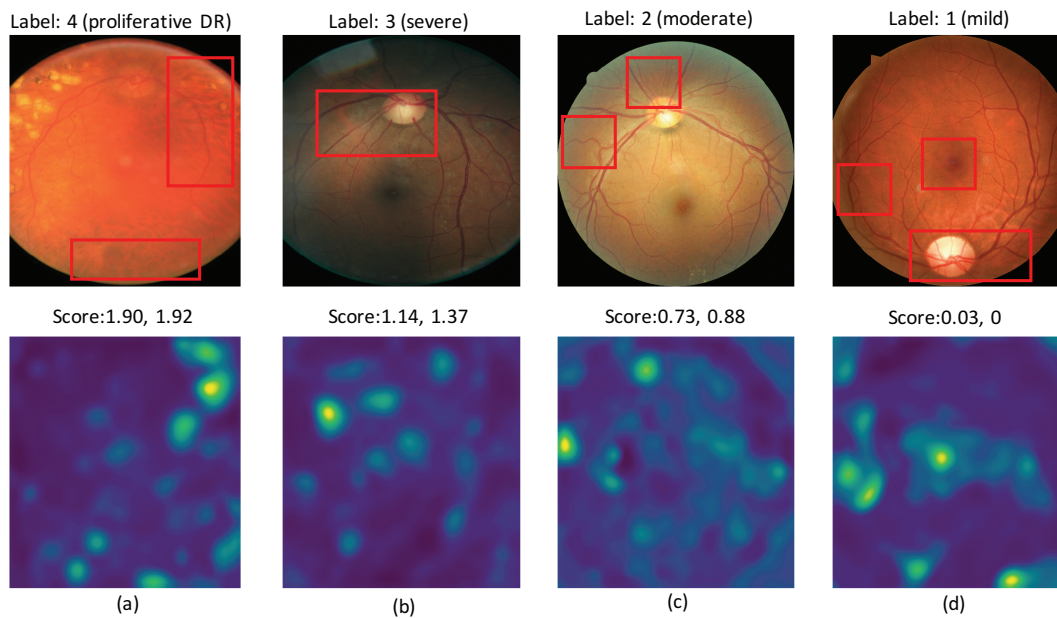 Label: 4 (proliferative DR)
Label: 3 (severe)
Label: 2 (moderate)
Label: 1 (mild)
Score:1.90, 1.92
Score:1.14, 1.37
Score:0.73, 0.88
Score:0.03, 0
(a)
(b)
(c)
(d)